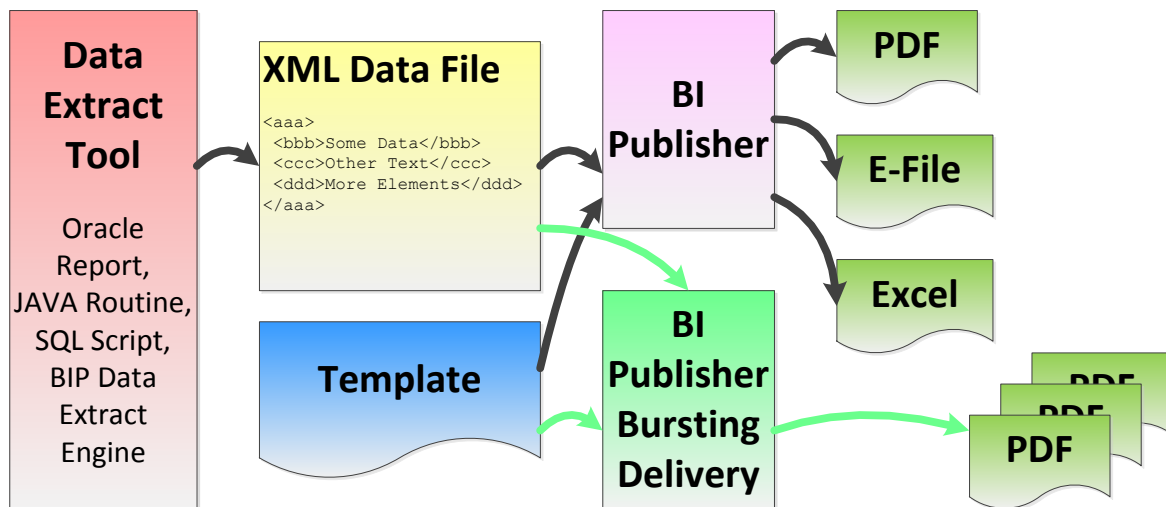 Data
Extract
Tool
Oracle
Report,
JAVA Routine,
SQL Script,
BIP Data
Extract
Engine
XML Data File
<aaa>
<bbb>Some Data</bbb>
<ccc>Other Text</ccc>
<ddd>More Elements</ddd>
</aaa>
Template
BI
Publisher
BI
Publisher
Bursting
Delivery
PDF
E-File
Excel
PDF
PDF
PDF